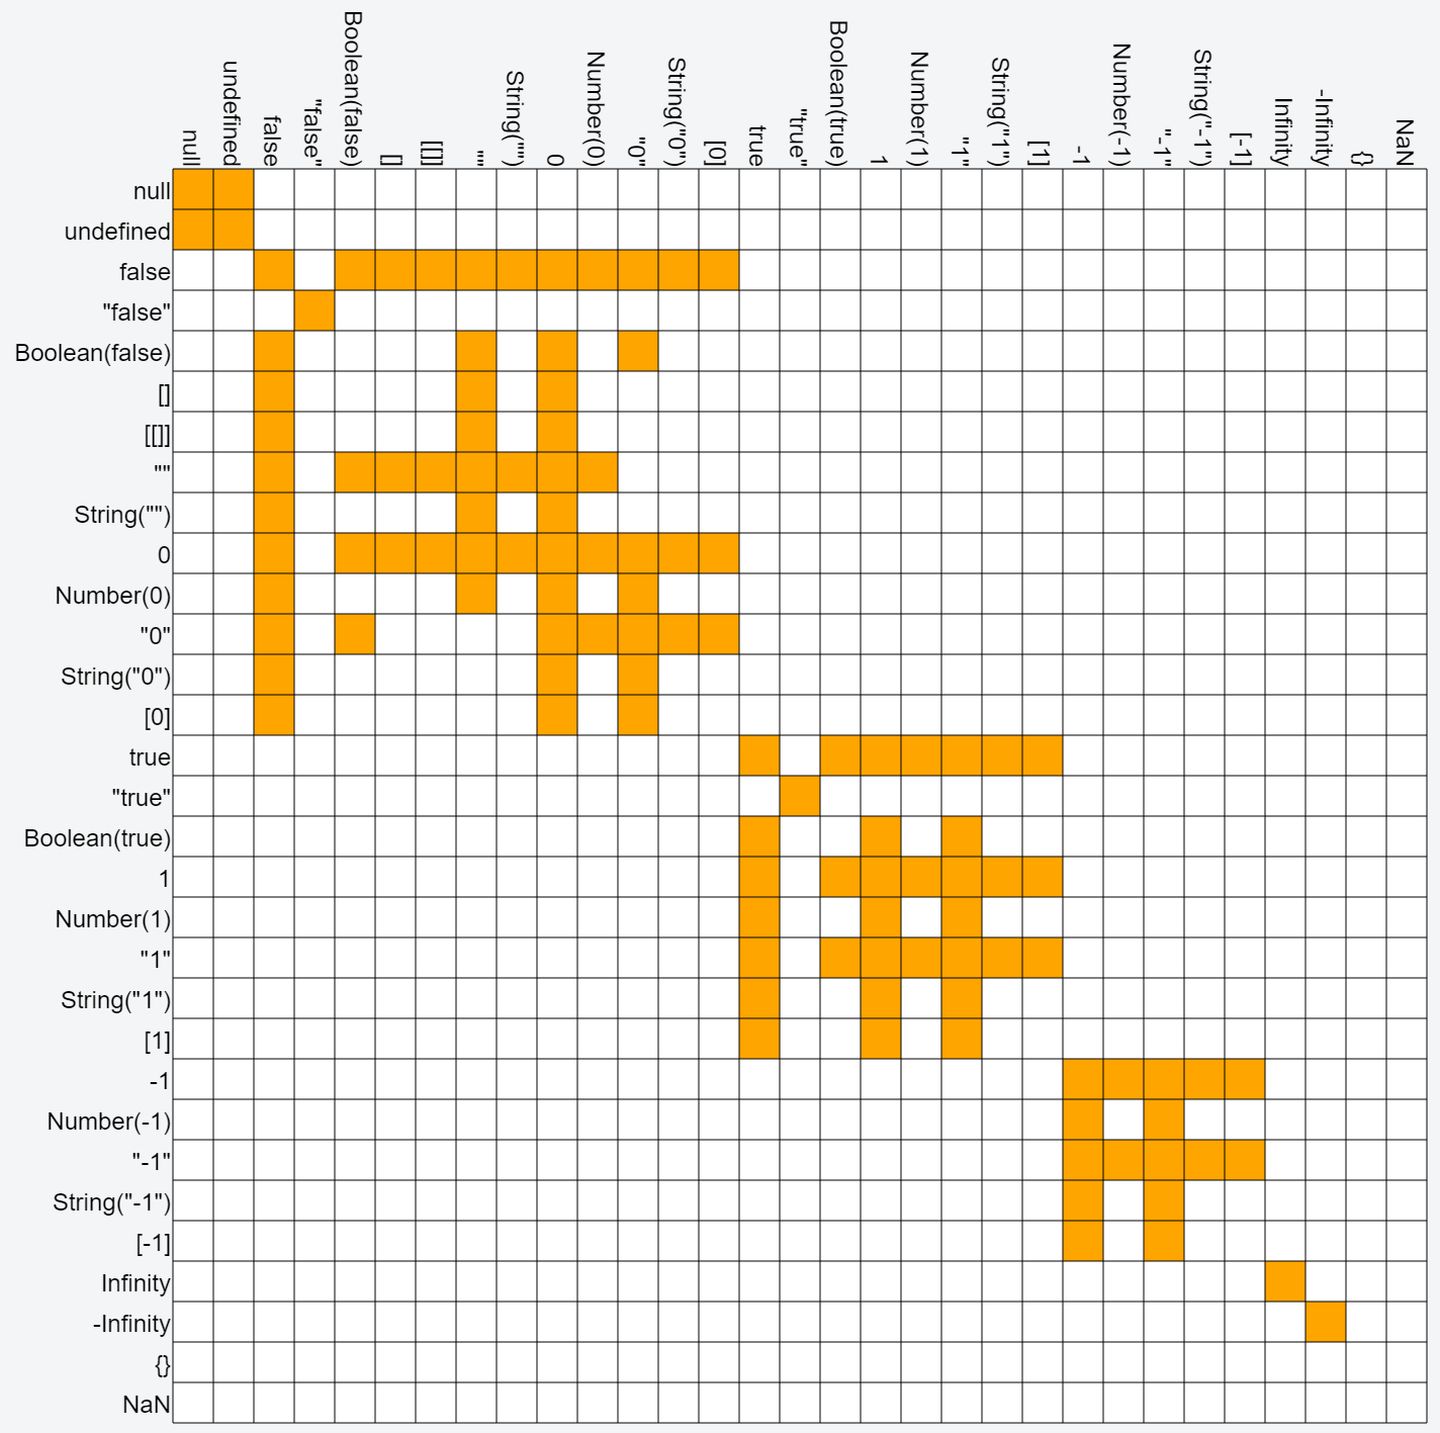 null
undefined
false
"false"
Boolean(false)
[]
[[]]
""
String("")
0
Number(0)
"0"
String("0")
[0]
true
"true"
Boolean(true)
1
Number(1)
"1"
String("1")
[1]
-1
Number(-1)
"-1"
String("-1")
[-1]
Infinity
-Infinity
{}
NaN
null
undefined
false
"false"
Boolean(false)
[]
[[]]
""
String("")
0
Number(0)
"0"
String("0")
[0]
true
"true"
Boolean(true)
1
Number(1)
"1"
String("1")
[1]
-1
Number(-1)
"-1"
String("-1")
[-1]
Infinity
-Infinity
{}
NaN